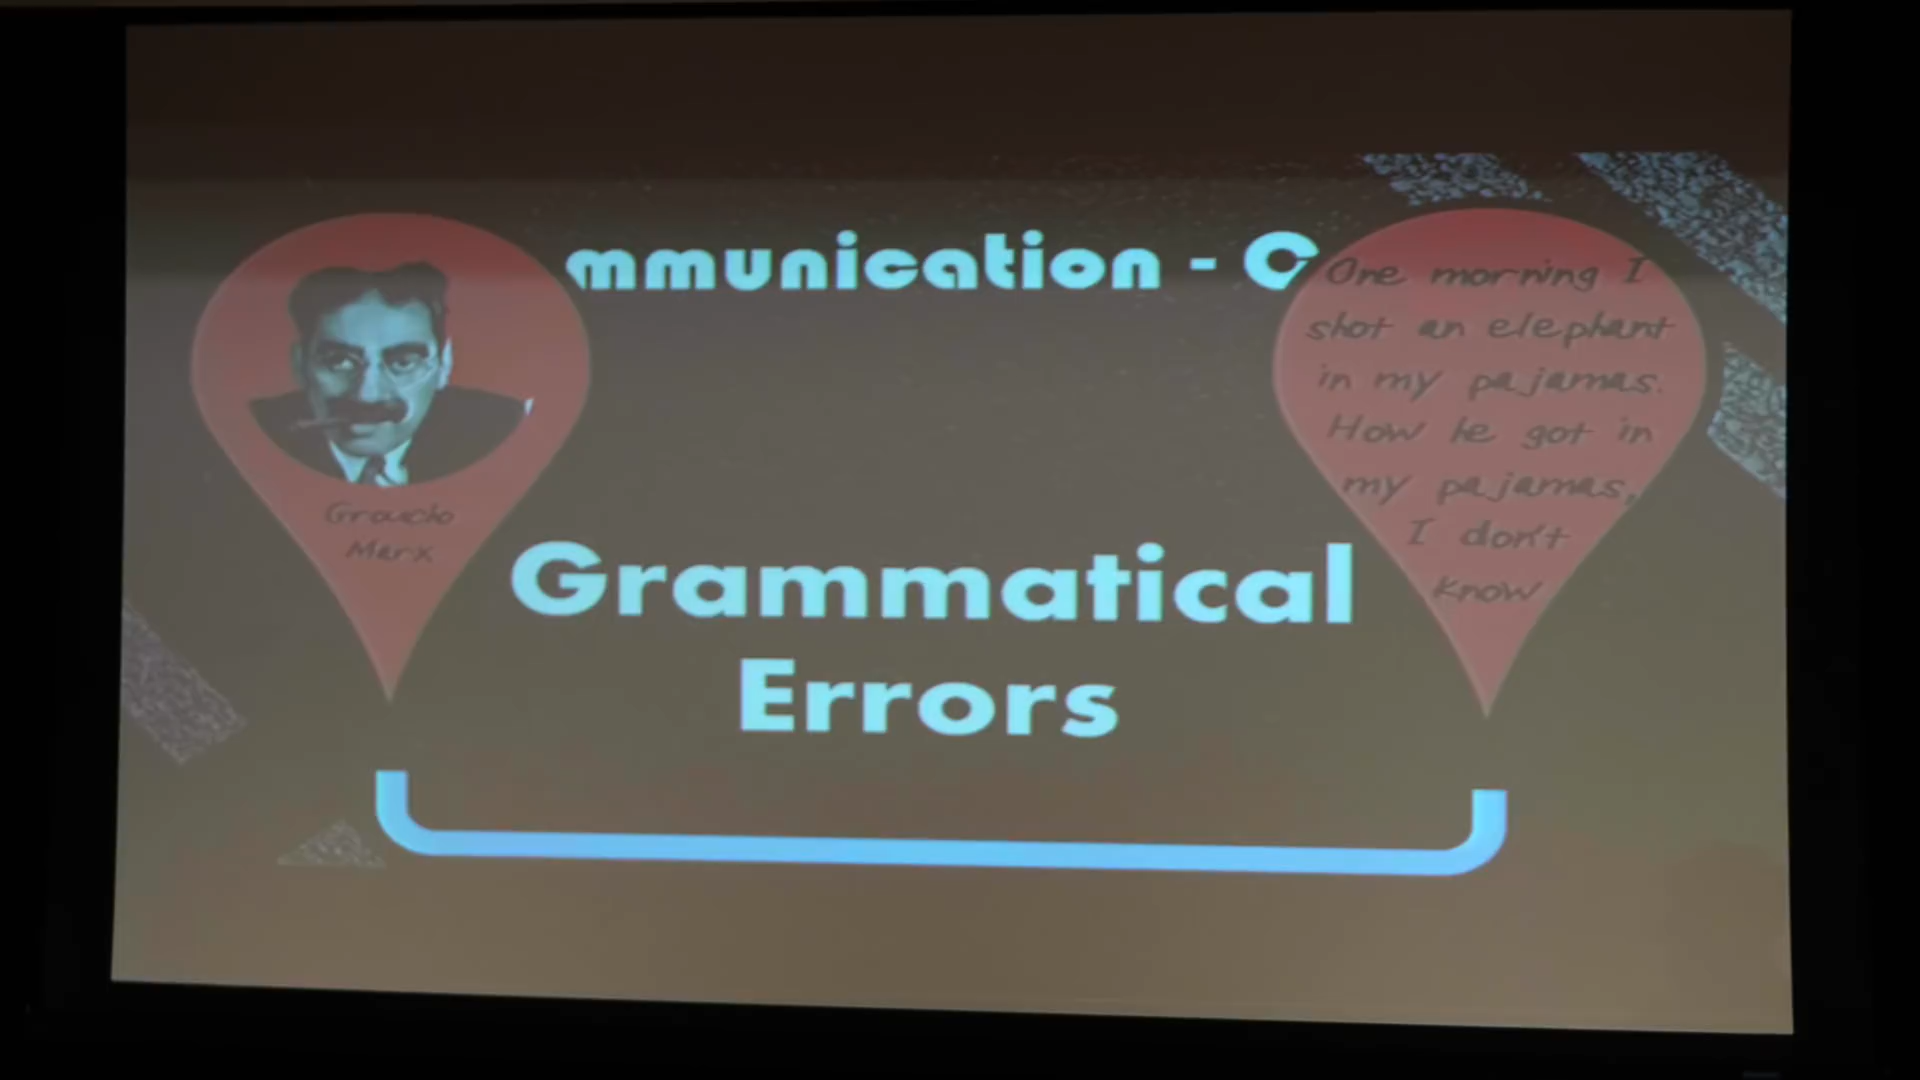 mmunication - C
Groucho
Marx
Grammatical
Errors
One morning I
shot an elephant
in my pajamas.
How he got in
my pajamas,
I don't
know